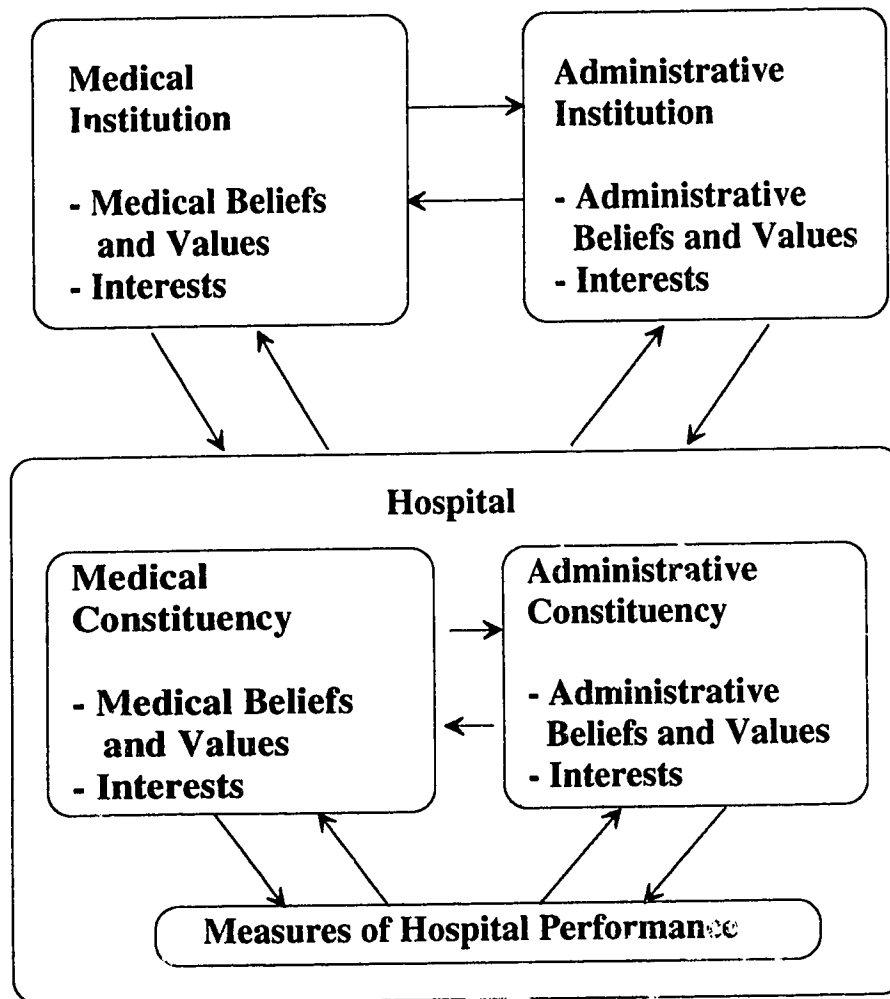 Medical
Institution
- Medical Beliefs
and Values
- Interests
Administrative
Institution
- Administrative
Beliefs and Values
- Interests
Hospital
Medical
Constituency
- Medical Beliefs
and Values
- Interests
Administrative
Constituency
- Administrative
Beliefs and Values
- Interests
Measures of Hospital Performance